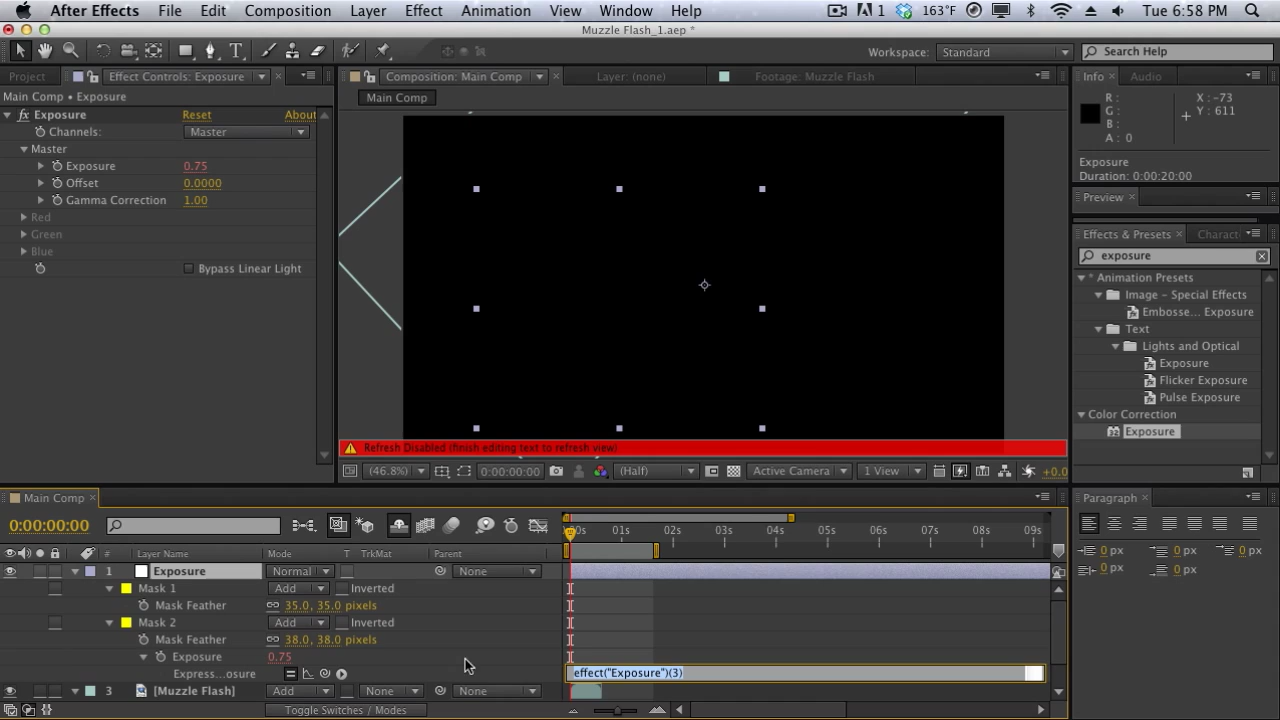 After Effects File Edit Composition Layer Effect Animation View Window Help 1 163°F Tue 6:58 PM
Muzzle Flash_1.aep *
Workspace: Standard Search Help
Project Effect Controls: Exposure Composition: Main Comp Layer: (none) Footage: Muzzle Flash Info Audio
Main Comp • Exposure Main Comp
R : X : -73
G : Y : 611
B :
A : 0
fx Exposure Reset About
Channels: Master
Master
Exposure 0.75
Offset 0.0000
Gamma Correction 1.00
Red
Green
Blue
Bypass Linear Light
Exposure
Duration: 0:00:20:00
Preview
Effects & Presets Charact
exposure
* Animation Presets
Image – Special Effects
Embosse... Exposure
Text
Lights and Optical
Exposure
Flicker Exposure
Pulse Exposure
Color Correction
Exposure
Refresh Disabled (finish editing text to refresh view)
(46.8%) 0:00:00:00 (Half) Active Camera 1 View +0.0
Main Comp
0:00:00:00
00s 01s 02s 03s 04s 05s 06s 07s 08s 09s
# Layer Name Mode T TrkMat Parent
1 Exposure Normal None
Mask 1 Add Inverted
Mask Feather 35.0, 35.0 pixels
Mask 2 Add Inverted
Mask Feather 38.0, 38.0 pixels
Exposure 0.75
Express...osure effect("Exposure")(3)
3 [Muzzle Flash] Add None None
Toggle Switches / Modes
Paragraph
0 px 0 px 0 px
0 px 0 px